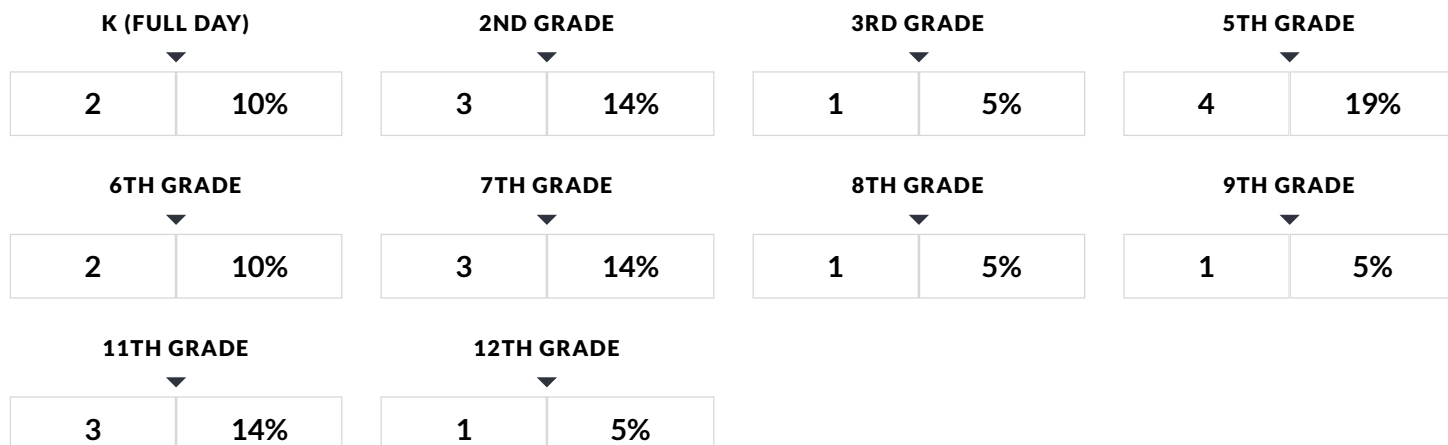 K (FULL DAY) 2ND GRADE 3RD GRADE 5TH GRADE
2 10% 3 14% 1 5% 4 19%
6TH GRADE 7TH GRADE 8TH GRADE 9TH GRADE
2 10% 3 14% 1 5% 1 5%
11TH GRADE 12TH GRADE
3 14% 1 5%